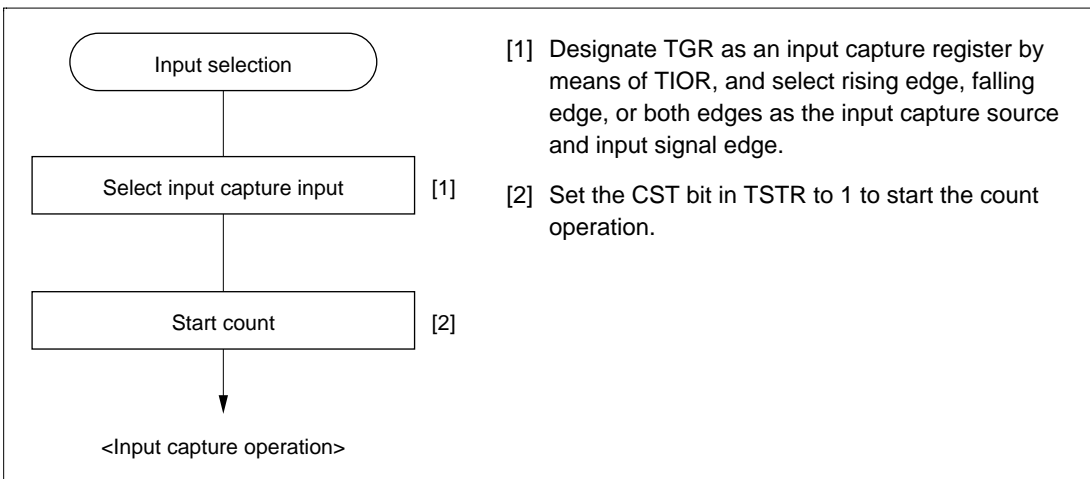 Input selection
Select input capture input
[1]
Start count
[2]
<Input capture operation>
[1] Designate TGR as an input capture register by
means of TIOR, and select rising edge, falling
edge, or both edges as the input capture source
and input signal edge.
[2] Set the CST bit in TSTR to 1 to start the count
operation.